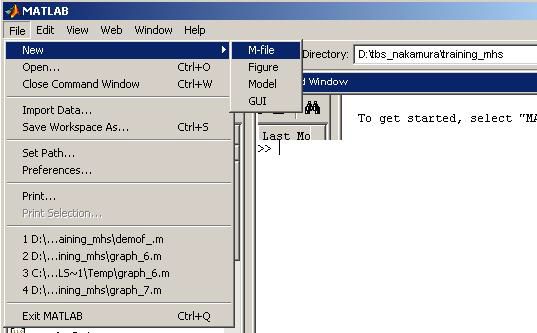 MATLAB
File Edit View Web Window Help
New M-file
Open... Ctrl+O Figure
Close Command Window Ctrl+W Model
GUI
Import Data...
Save Workspace As... Ctrl+S
Set Path...
Preferences...
Print...
Print Selection...
1 D:\...aining_mhs\demof_.m
2 D:\...ining_mhs\graph_6.m
3 C:\...LS~1\Temp\graph_6.m
4 D:\...ining_mhs\graph_7.m
Exit MATLAB Ctrl+Q
Directory: D:\tbs_nakamura\training_mhs
Window
To get started, select "MA
Last Mo
>>